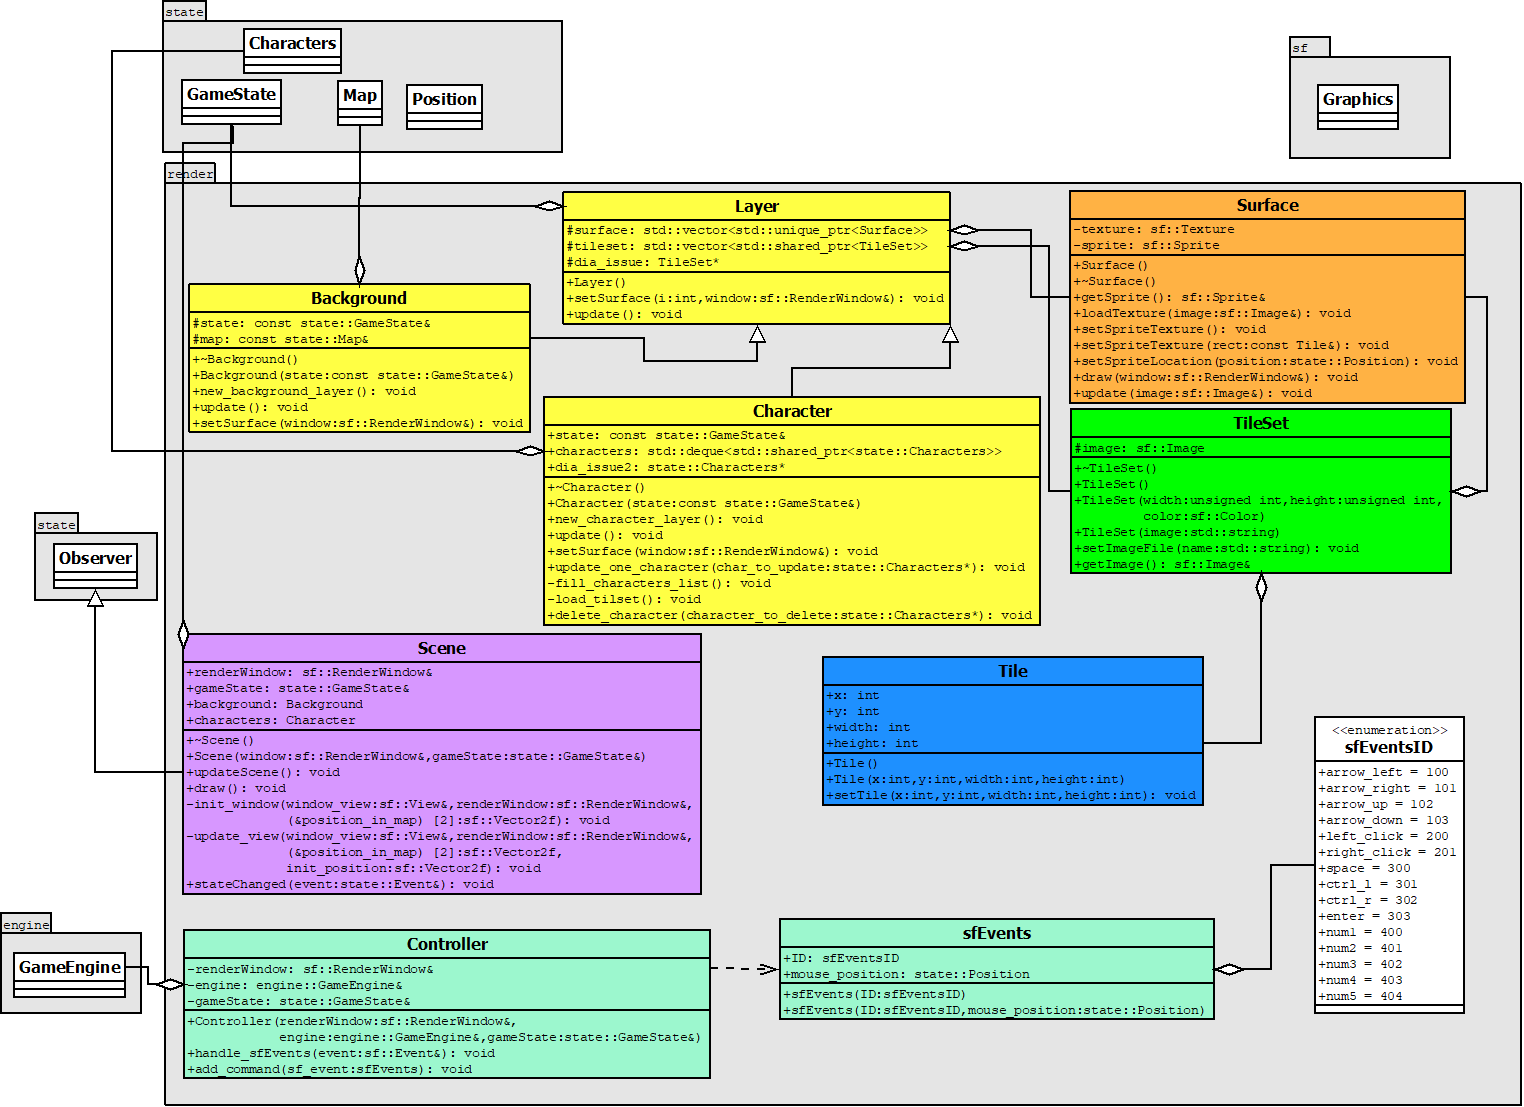 state
Characters
GameState
Map
Position
sf
Graphics
render
Layer
#surface: std::vector<std::unique_ptr<Surface>>
#tileset: std::vector<std::shared_ptr<TileSet>>
#dia_issue: TileSet*
+Layer()
+setSurface(i:int,window:sf::RenderWindow&): void
+update(): void
Surface
-texture: sf::Texture
-sprite: sf::Sprite
+Surface()
+~Surface()
+getSprite(): sf::Sprite&
+loadTexture(image:sf::Image&): void
+setSpriteTexture(): void
+setSpriteTexture(rect:const Tile&): void
+setSpriteLocation(position:state::Position): void
+draw(window:sf::RenderWindow&): void
+update(image:sf::Image&): void
Background
#state: const state::GameState&
#map: const state::Map&
+~Background()
+Background(state:const state::GameState&)
+new_background_layer(): void
+update(): void
+setSurface(window:sf::RenderWindow&): void
Character
+state: const state::GameState&
+characters: std::deque<std::shared_ptr<state::Characters>>
+dia_issue2: state::Characters*
+~Character()
+Character(state:const state::GameState&)
+new_character_layer(): void
+update(): void
+setSurface(window:sf::RenderWindow&): void
+update_one_character(char_to_update:state::Characters*): void
-fill_characters_list(): void
-load_tilset(): void
+delete_character(character_to_delete:state::Characters*): void
TileSet
#image: sf::Image
+~TileSet()
+TileSet()
+TileSet(width:unsigned int,height:unsigned int,
color:sf::Color)
+TileSet(image:std::string)
+setImageFile(name:std::string): void
+getImage(): sf::Image&
state
Observer
Scene
+renderWindow: sf::RenderWindow&
+gameState: state::GameState&
+background: Background
+characters: Character
+~Scene()
+Scene(window:sf::RenderWindow&,gameState:state::GameState&)
+updateScene(): void
+draw(): void
-init_window(window_view:sf::View&,renderWindow:sf::RenderWindow&,
(&position_in_map) [2]:sf::Vector2f): void
-update_view(window_view:sf::View&,renderWindow:sf::RenderWindow&,
(&position_in_map) [2]:sf::Vector2f,
init_position:sf::Vector2f): void
+stateChanged(event:state::Event&): void
Tile
+x: int
+y: int
+width: int
+height: int
+Tile()
+Tile(x:int,y:int,width:int,height:int)
+setTile(x:int,y:int,width:int,height:int): void
<<enumeration>>
sfEventsID
+arrow_left = 100
+arrow_right = 101
+arrow_up = 102
+arrow_down = 103
+left_click = 200
+right_click = 201
+space = 300
+ctrl_l = 301
+ctrl_r = 302
+enter = 303
+num1 = 400
+num2 = 401
+num3 = 402
+num4 = 403
+num5 = 404
engine
GameEngine
Controller
-renderWindow: sf::RenderWindow&
-engine: engine::GameEngine&
-gameState: state::GameState&
+Controller(renderWindow:sf::RenderWindow&,
engine:engine::GameEngine&,gameState:state::GameState&)
+handle_sfEvents(event:sf::Event&): void
+add_command(sf_event:sfEvents): void
sfEvents
+ID: sfEventsID
+mouse_position: state::Position
+sfEvents(ID:sfEventsID)
+sfEvents(ID:sfEventsID,mouse_position:state::Position)